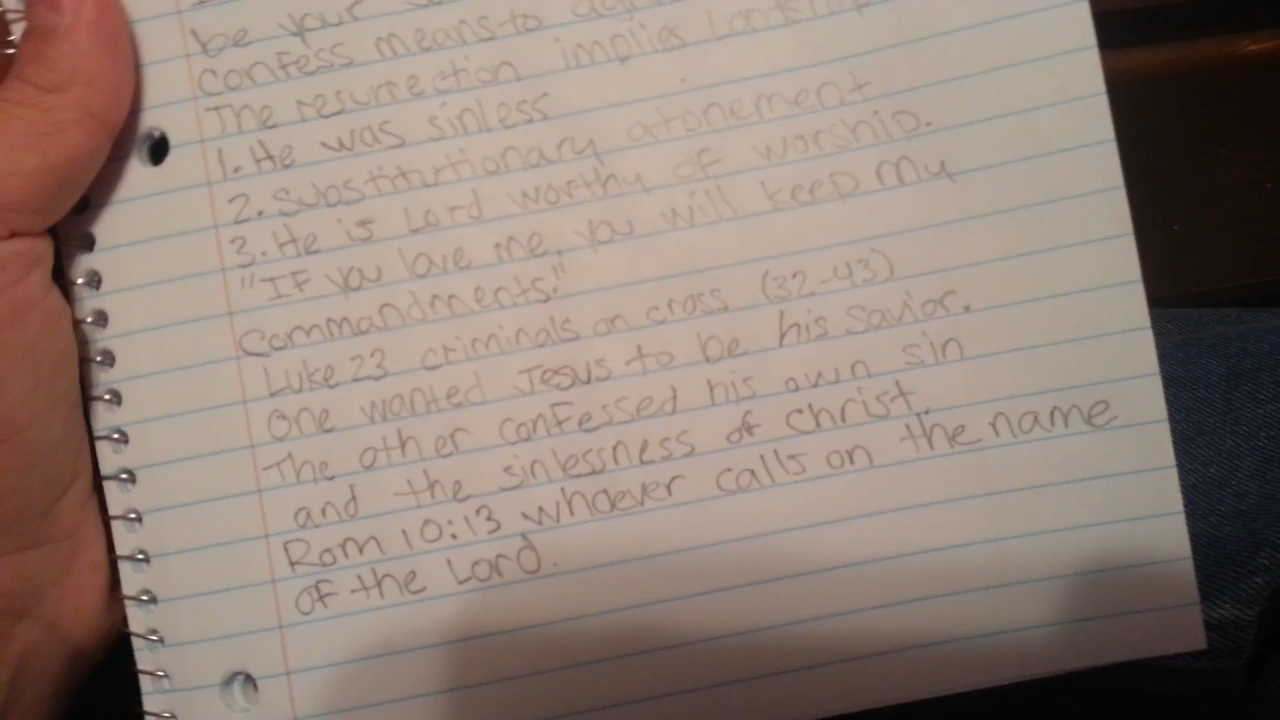 be your
Confess means to
The resurrection implies Lordship
1. He was sinless
2. Substitutionary atonement
3. He is Lord worthy of worship.
"If you love me, you will keep my
Commandments."
Luke 23 criminals on cross (32-43)
One wanted Jesus to be his savior.
The other confessed his own sin
and the sinlessness of Christ.
Rom 10:13 whoever calls on the name
of the Lord.